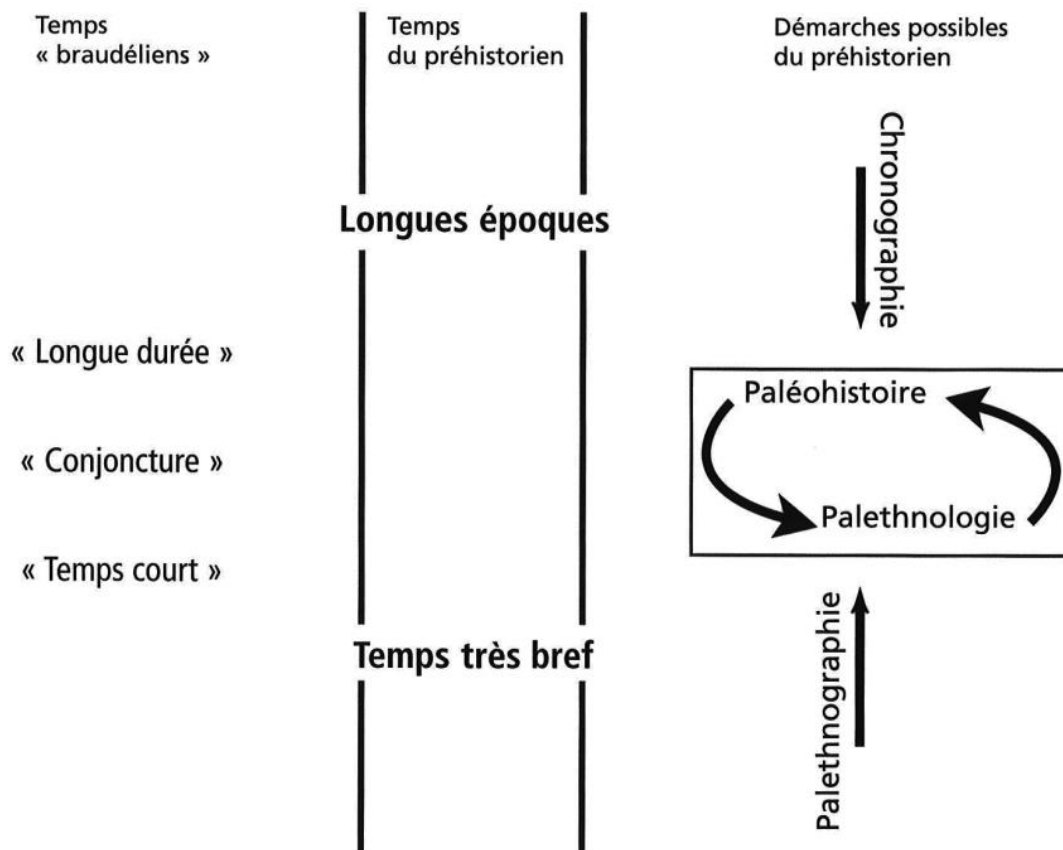 Temps
« braudéliens »
Temps
du préhistorien
Démarches possibles
du préhistorien
Chronographie
Longues époques
« Longue durée »
Paléohistoire
« Conjoncture »
Palethnologie
« Temps court »
Temps très bref
Palethnographie